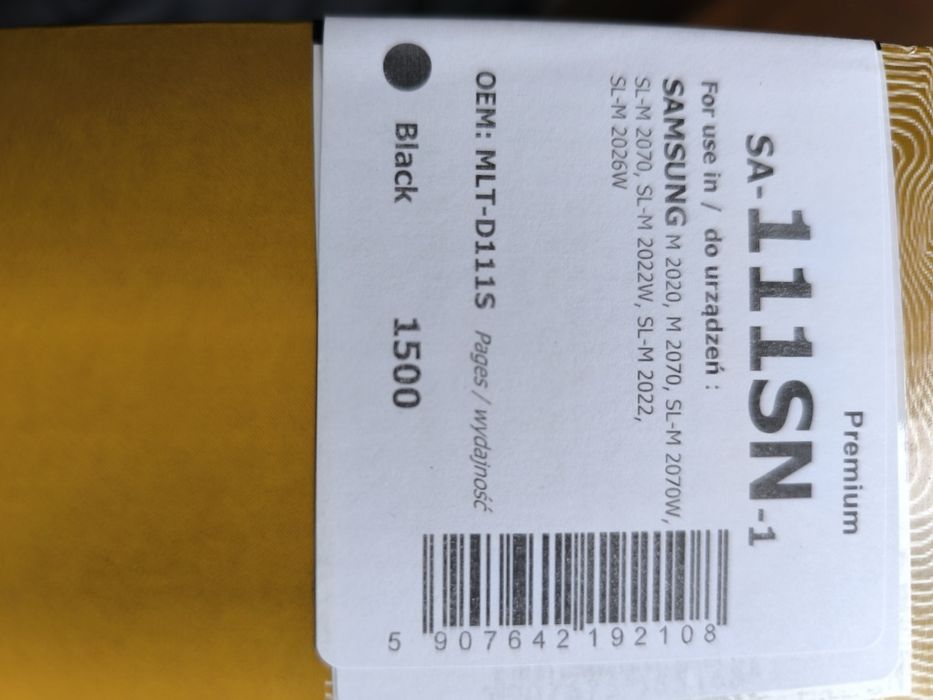 Premium
SA-111SN-1
For use in / do urządzeń :
SAMSUNG M 2020, M 2070, SL-M 2070W,
SL-M 2070, SL-M 2022W, SL-M 2022,
SL-M 2026W
OEM: MLT-D111S Pages / wydajność
Black 1500
5 907642 192108